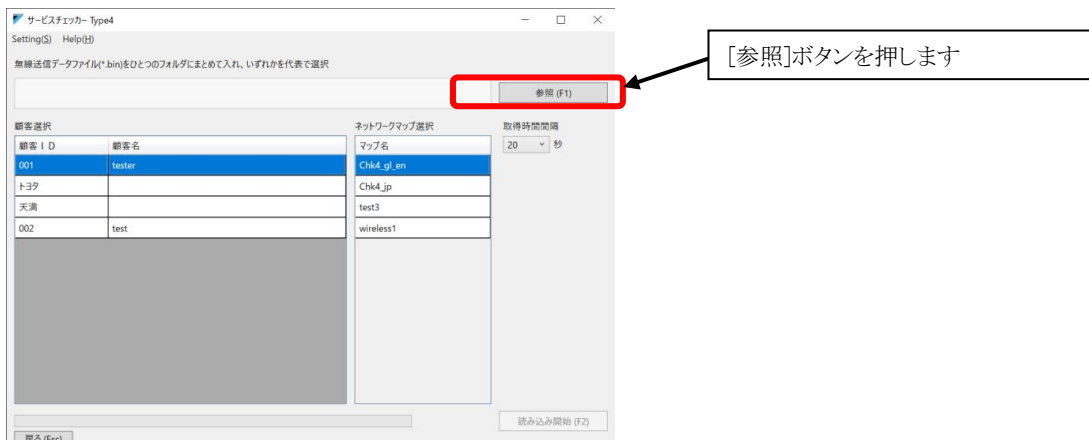 サービスチェッカー Type4
Setting(S) Help(H)
無線送信データファイル(*.bin)をひとつのフォルダにまとめて入れ、いずれかを代表で選択
参照 (F1)
[参照]ボタンを押します
顧客選択
ネットワークマップ選択
取得時間間隔
顧客ＩＤ 顧客名
マップ名
20 秒
001 tester
Chk4_gl_en
トヨタ
Chk4_jp
天満
test3
002 test
wireless1
読み込み開始 (F2)
戻る (Esc)